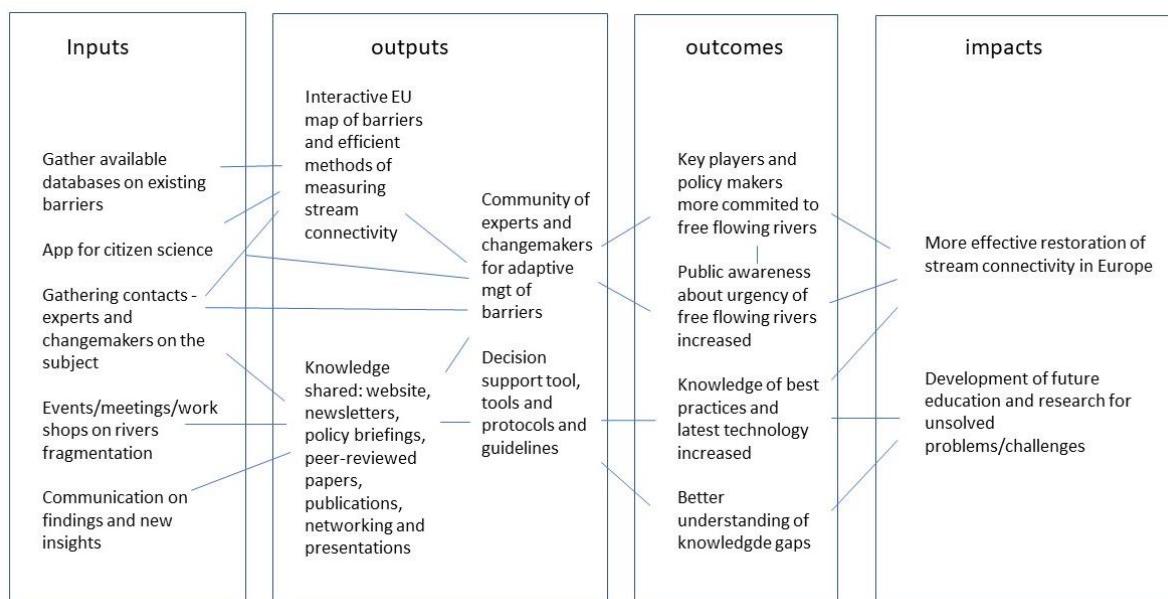 Inputs
Gather available
databases on existing
barriers
App for citizen science
Gathering contacts -
experts and
changemakers on the
subject
Events/meetings/work
shops on rivers
fragmentation
Communication on
findings and new
insights
outputs
Interactive EU
map of barriers
and efficient
methods of
measuring
stream
connectivity
Knowledge
shared: website,
newsletters,
policy briefings,
peer-reviewed
papers,
publications,
networking and
presentations
Community of
experts and
changemakers
for adaptive
mgt of
barriers
Decision
support tool,
tools and
protocols and
guidelines
outcomes
Key players and
policy makers
more commited to
free flowing rivers
Public awareness
about urgency of
free flowing rivers
increased
Knowledge of best
practices and
latest technology
increased
Better
understanding of
knowledgde gaps
impacts
More effective restoration of
stream connectivity in Europe
Development of future
education and research for
unsolved
problems/challenges